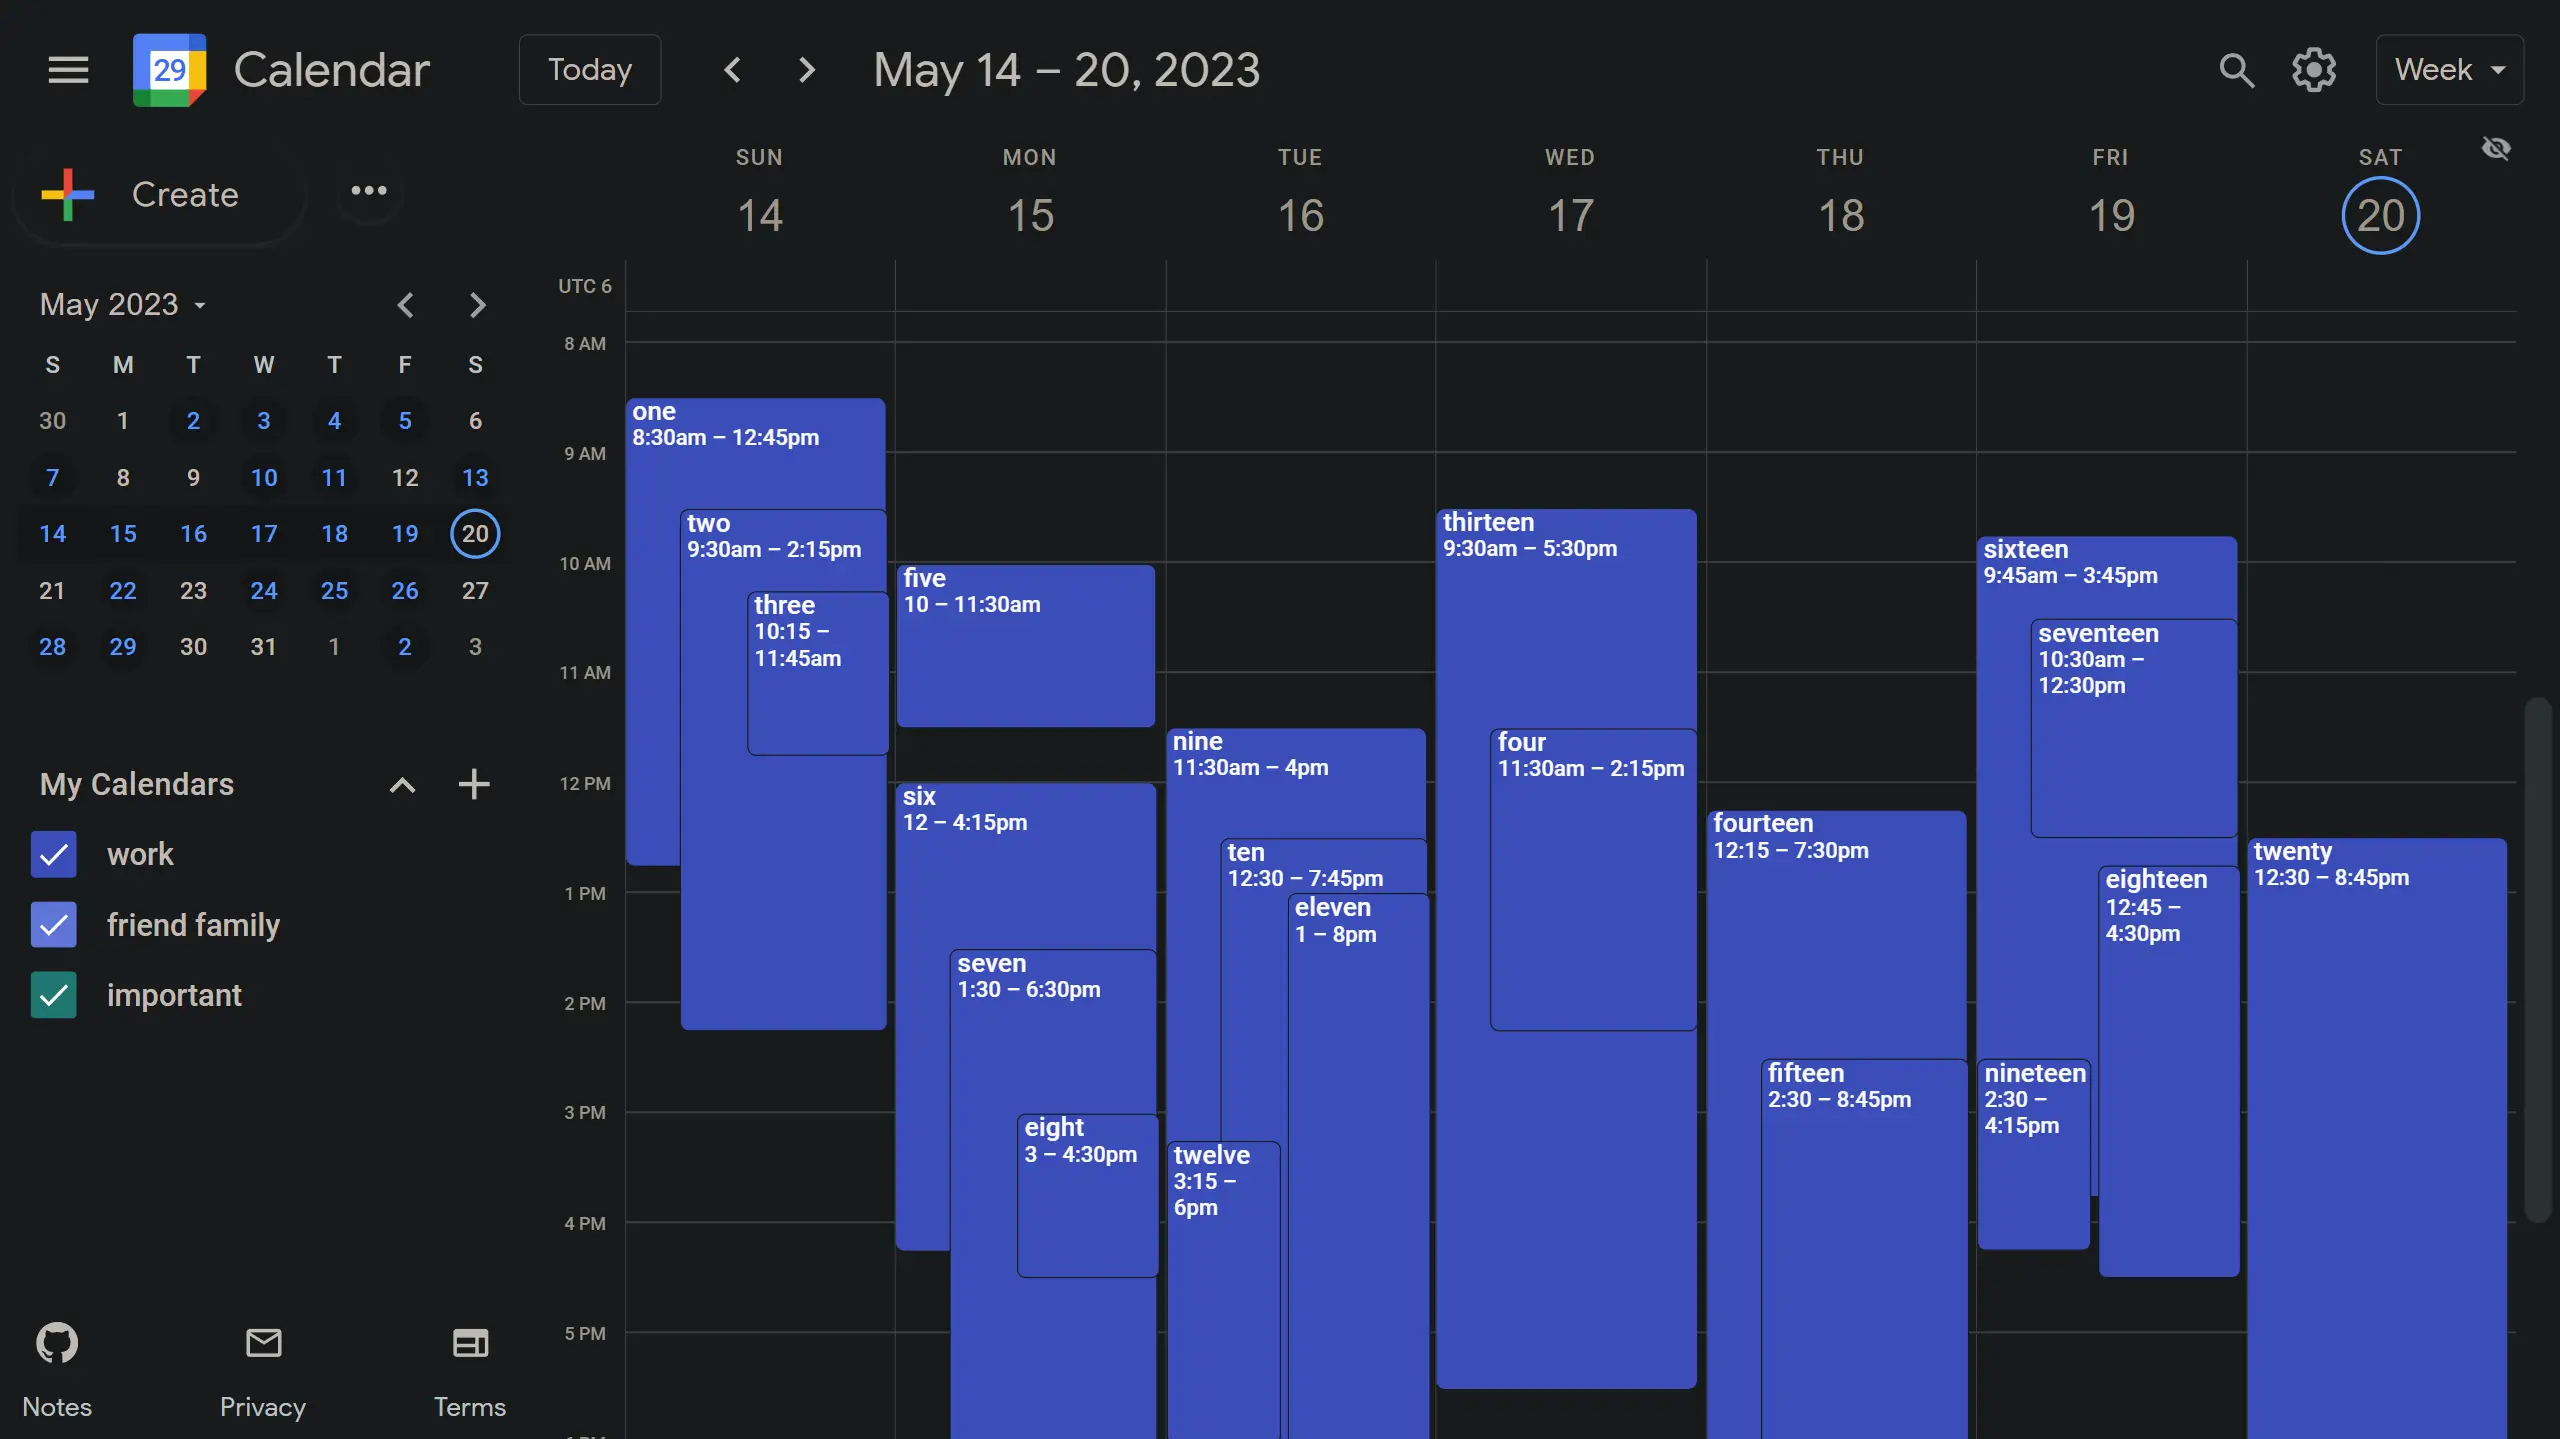 29 Calendar Today May 14 – 20, 2023 Week
Create
SUN MON TUE WED THU FRI SAT
14 15 16 17 18 19 20
May 2023
S M T W T F S
30 1 2 3 4 5 6
7 8 9 10 11 12 13
14 15 16 17 18 19 20
21 22 23 24 25 26 27
28 29 30 31 1 2 3
My Calendars
work
friend family
important
Notes Privacy Terms
UTC 6
8 AM
9 AM
10 AM
11 AM
12 PM
1 PM
2 PM
3 PM
4 PM
5 PM
one
8:30am – 12:45pm
two
9:30am – 2:15pm
three
10:15 –
11:45am
five
10 – 11:30am
six
12 – 4:15pm
seven
1:30 – 6:30pm
eight
3 – 4:30pm
nine
11:30am – 4pm
ten
12:30 – 7:45pm
eleven
1 – 8pm
twelve
3:15 –
6pm
thirteen
9:30am – 5:30pm
four
11:30am – 2:15pm
fourteen
12:15 – 7:30pm
fifteen
2:30 – 8:45pm
sixteen
9:45am – 3:45pm
seventeen
10:30am –
12:30pm
eighteen
12:45 –
4:30pm
nineteen
2:30 –
4:15pm
twenty
12:30 – 8:45pm